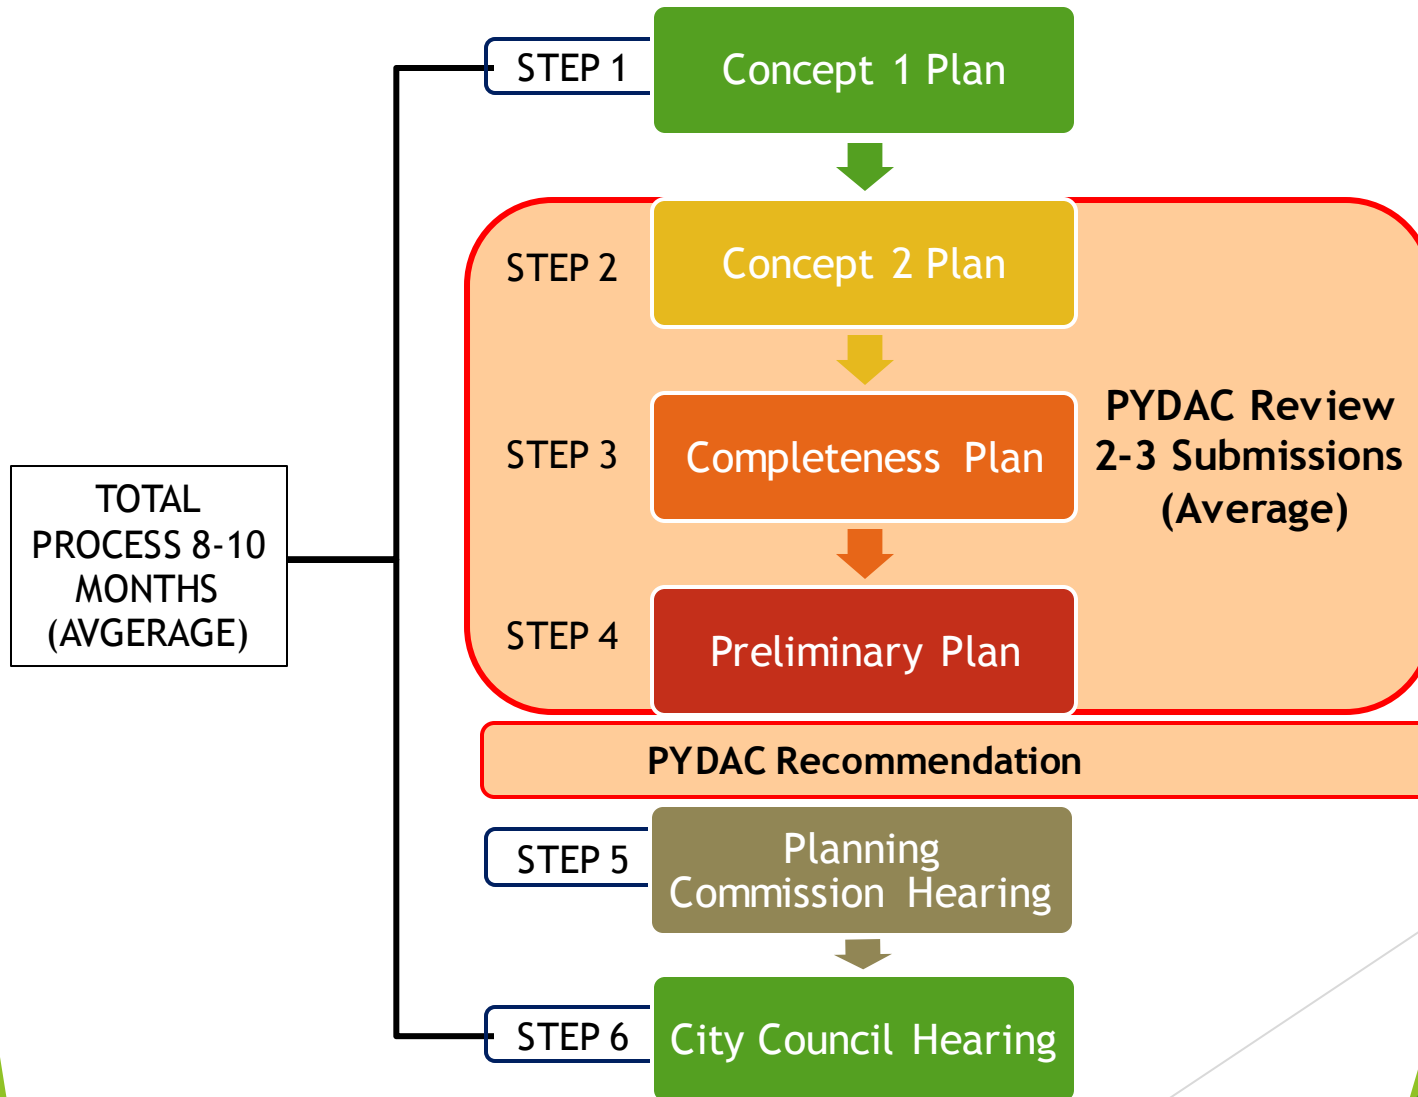 STEP 1
Concept 1 Plan
STEP 2
Concept 2 Plan
STEP 3
Completeness Plan
PYDAC Review
2-3 Submissions
(Average)
TOTAL
PROCESS 8-10
MONTHS
(AVGERAGE)
STEP 4
Preliminary Plan
PYDAC Recommendation
STEP 5
Planning
Commission Hearing
STEP 6
City Council Hearing